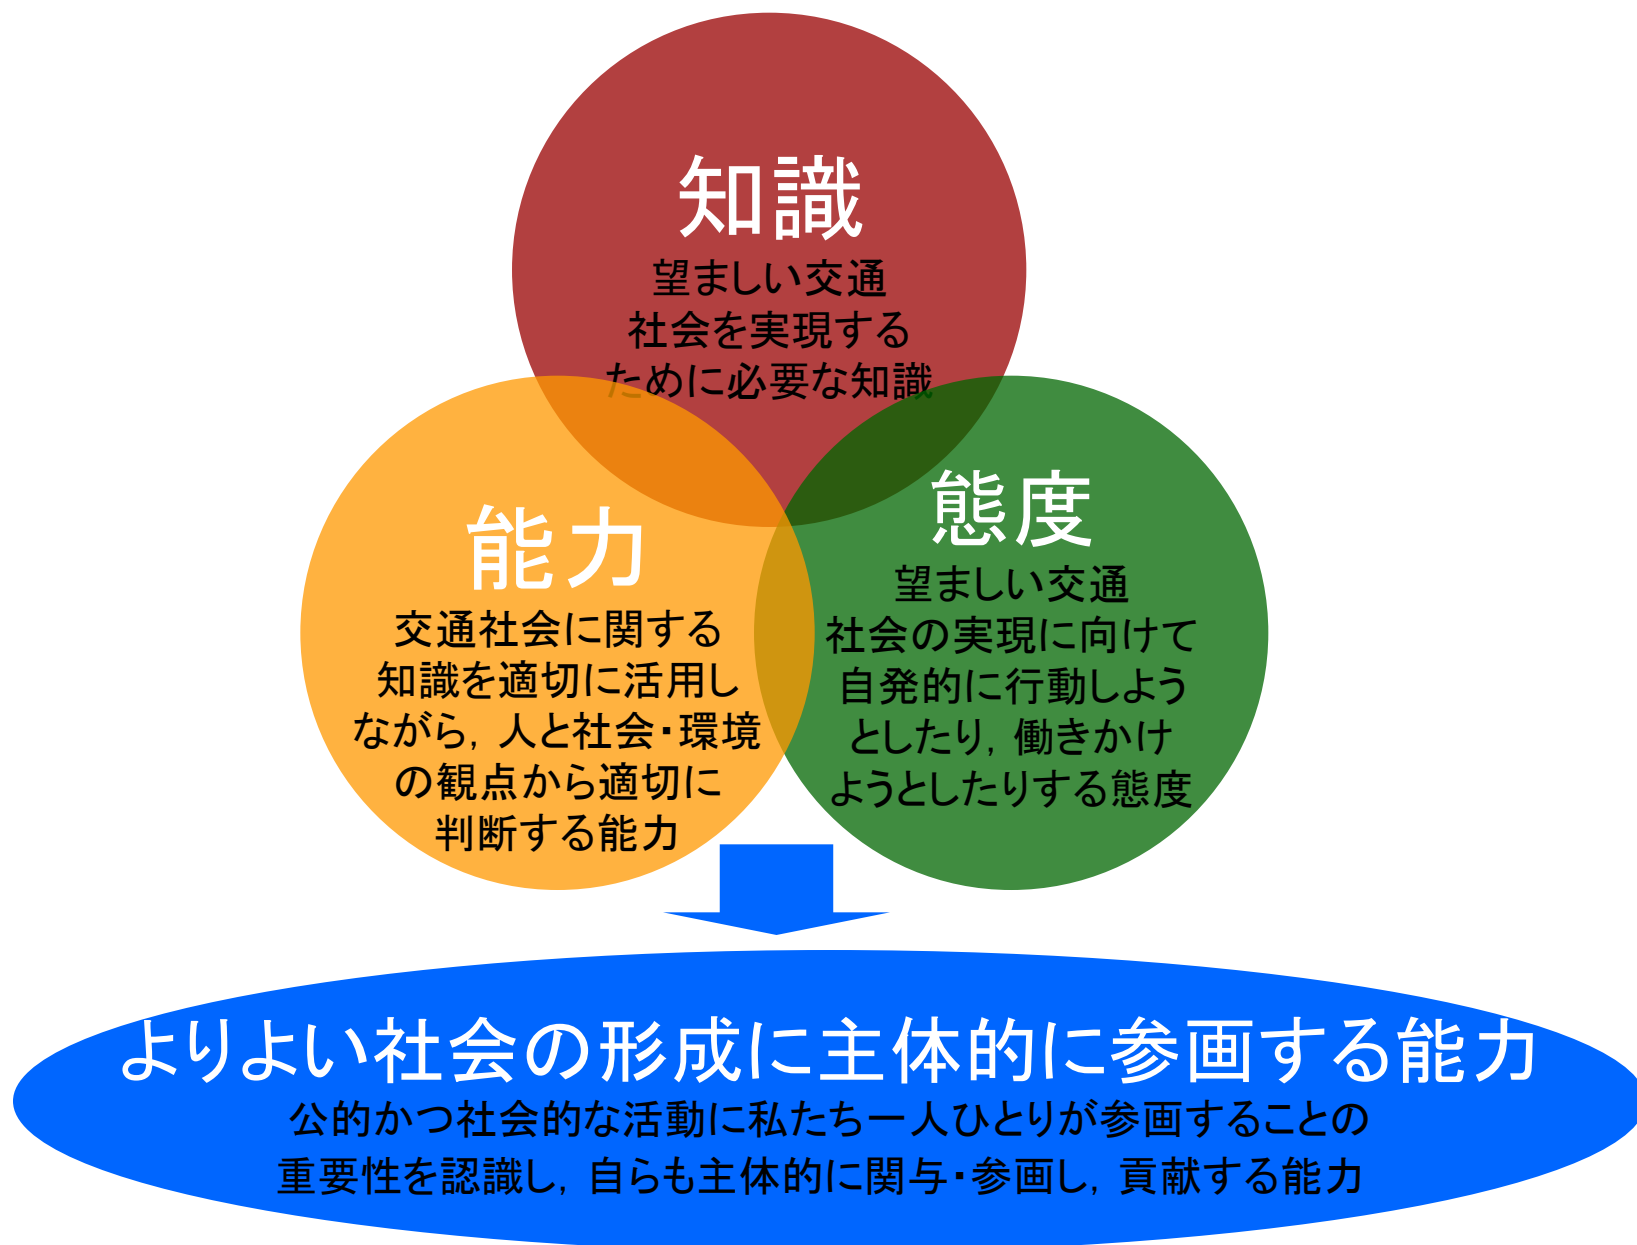 知識
望ましい交通
社会を実現する
ために必要な知識
能力
交通社会に関する
知識を適切に活用し
ながら，人と社会・環境
の観点から適切に
判断する能力
態度
望ましい交通
社会の実現に向けて
自発的に行動しよう
としたり，働きかけ
ようとしたりする態度
よりよい社会の形成に主体的に参画する能力
公的かつ社会的な活動に私たち一人ひとりが参画することの
重要性を認識し，自らも主体的に関与・参画し，貢献する能力